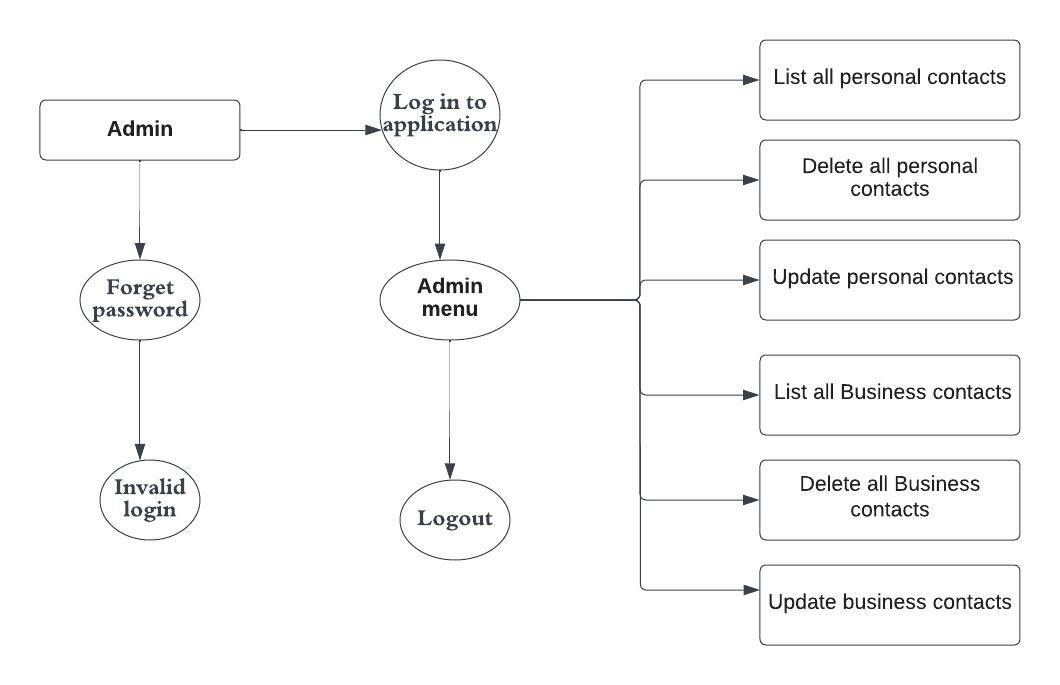 Admin
Log in to
application
Forget
password
Invalid
login
Admin
menu
Logout
List all personal contacts
Delete all personal
contacts
Update personal contacts
List all Business contacts
Delete all Business
contacts
Update business contacts